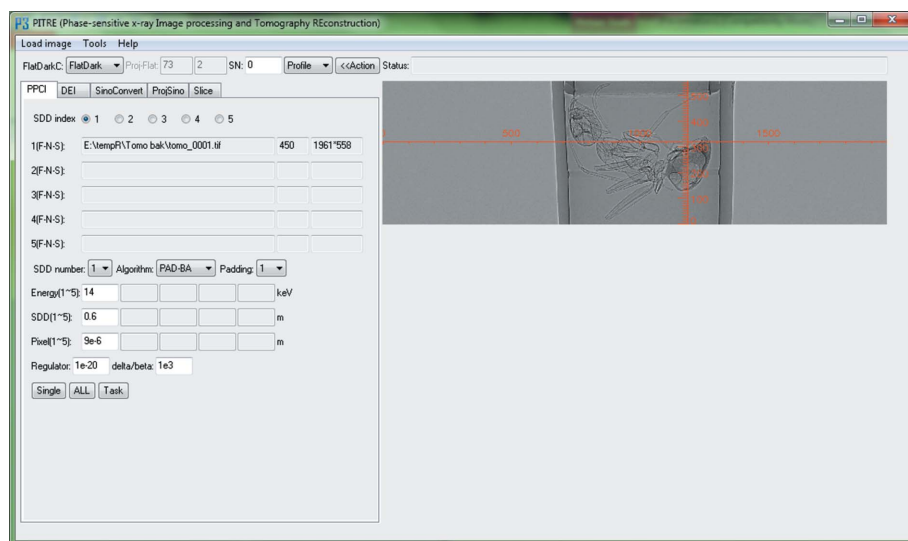 P3 PITRE (Phase-sensitive x-ray Image processing and Tomography REconstruction)
Load image Tools Help
FlatDarkC: FlatDark Proj-Flat: 73 2 SN: 0 Profile <<Action Status:
PPCI DEI SinoConvert ProjSino Slice
SDD index 1 2 3 4 5
1(F-N-S): E:\tempR\Tomo bak\tomo_0001.tif 450 1961*558
2(F-N-S):
3(F-N-S):
4(F-N-S):
5(F-N-S):
SDD number: 1 Algorithm: PAD-BA Padding: 1
Energy(1~5): 14 keV
SDD(1~5): 0.6 m
Pixel(1~5): 9e-6 m
Regulator: 1e-20 delta/beta: 1e3
Single ALL Task
500 1500